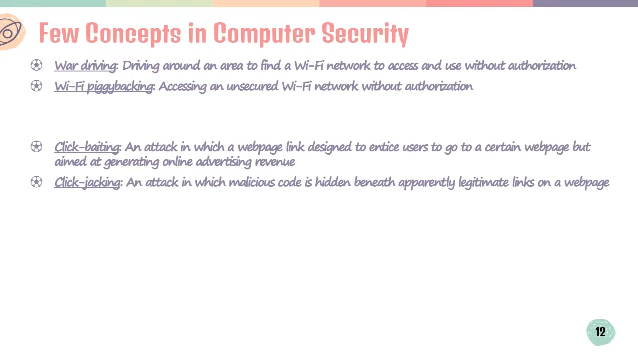 Few Concepts in Computer Security
War driving: Driving around an area to find a Wi-Fi network to access and use without authorization
Wi-Fi piggybacking: Accessing an unsecured Wi-Fi network without authorization
Click-baiting: An attack in which a webpage link designed to entice users to go to a certain webpage but
aimed at generating online advertising revenue
Click-jacking: An attack in which malicious code is hidden beneath apparently legitimate links on a webpage
12